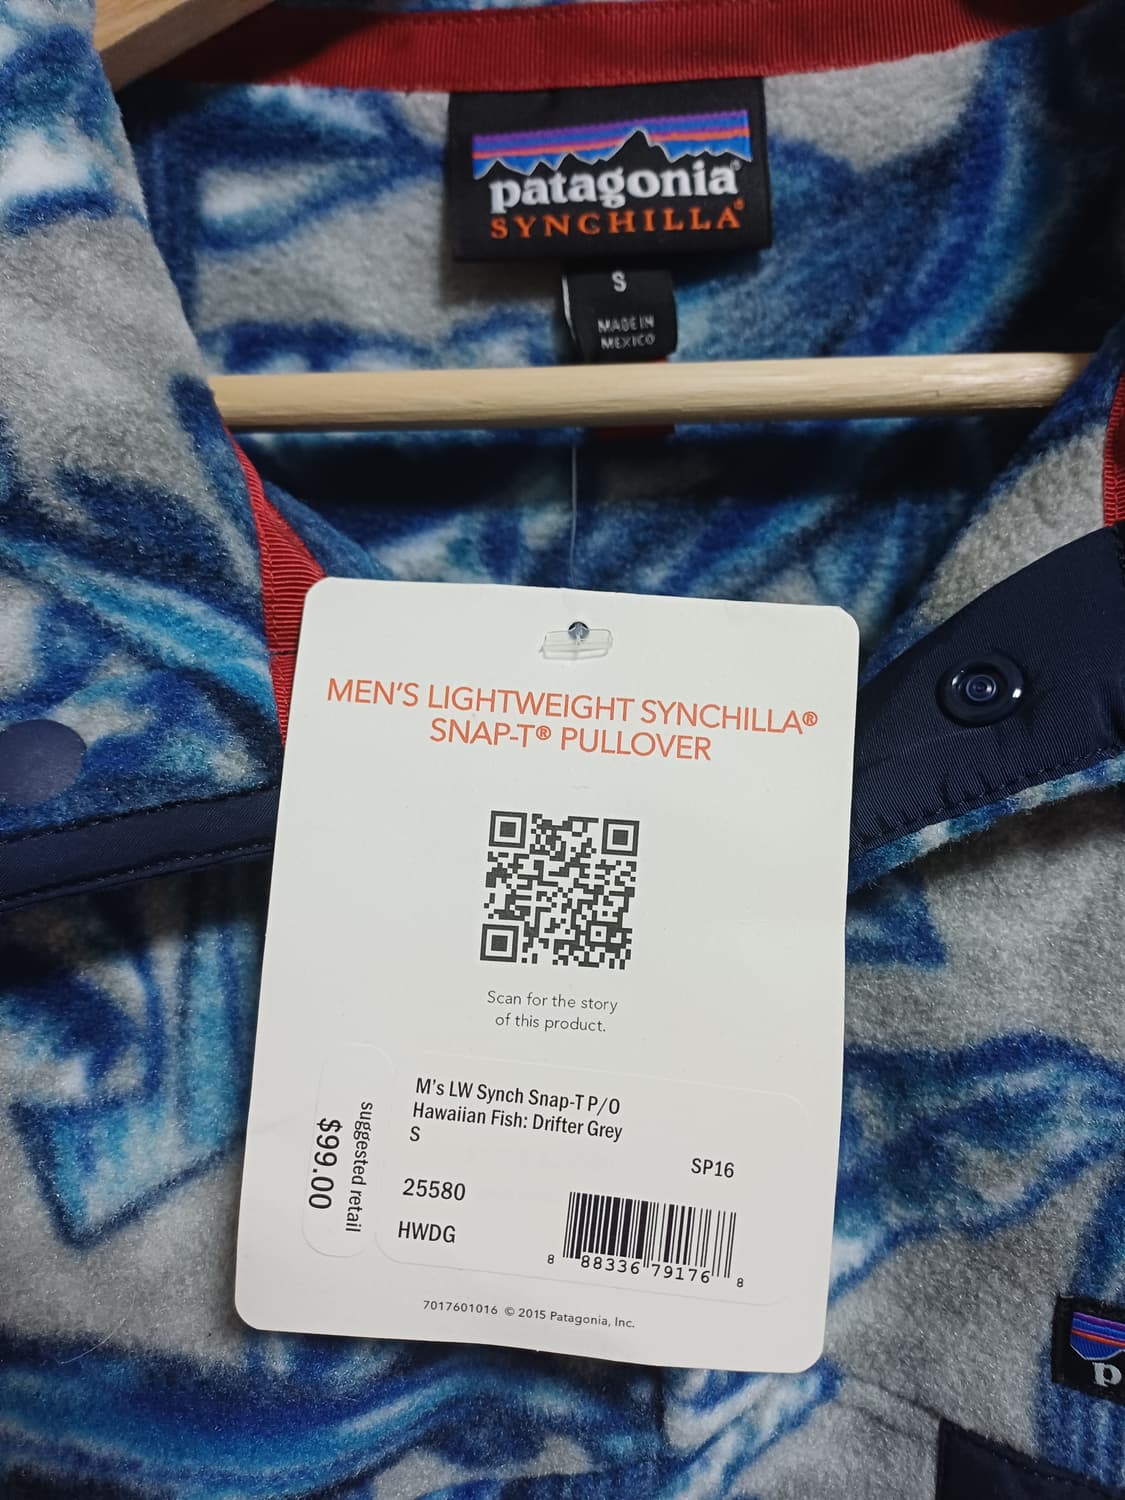 patagonia®
SYNCHILLA®
S
MADE IN
MEXICO
MEN'S LIGHTWEIGHT SYNCHILLA®
SNAP-T® PULLOVER
Scan for the story
of this product.
M's LW Synch Snap-T P/O
Hawaiian Fish: Drifter Grey
S
SP16
25580
HWDG
suggested retail
$99.00
8 88336 79176 8
7017601016 © 2015 Patagonia, Inc.
p